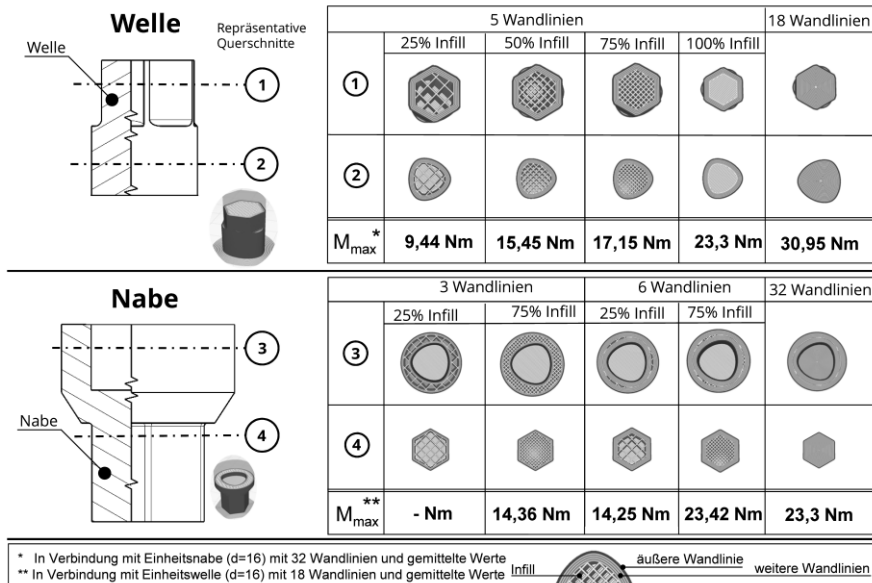 Welle
Repräsentative
Querschnitte
Welle
1
2
5 Wandlinien 18 Wandlinien
25% Infill 50% Infill 75% Infill 100% Infill
1
2
Mmax* 9,44 Nm 15,45 Nm 17,15 Nm 23,3 Nm 30,95 Nm
Nabe
Nabe
3
4
3 Wandlinien 6 Wandlinien 32 Wandlinien
25% Infill 75% Infill 25% Infill 75% Infill
3
4
Mmax** - Nm 14,36 Nm 14,25 Nm 23,42 Nm 23,3 Nm
* In Verbindung mit Einheitsnabe (d=16) mit 32 Wandlinien und gemittelte Werte
** In Verbindung mit Einheitswelle (d=16) mit 18 Wandlinien und gemittelte Werte
Infill
äußere Wandlinie
weitere Wandlinien